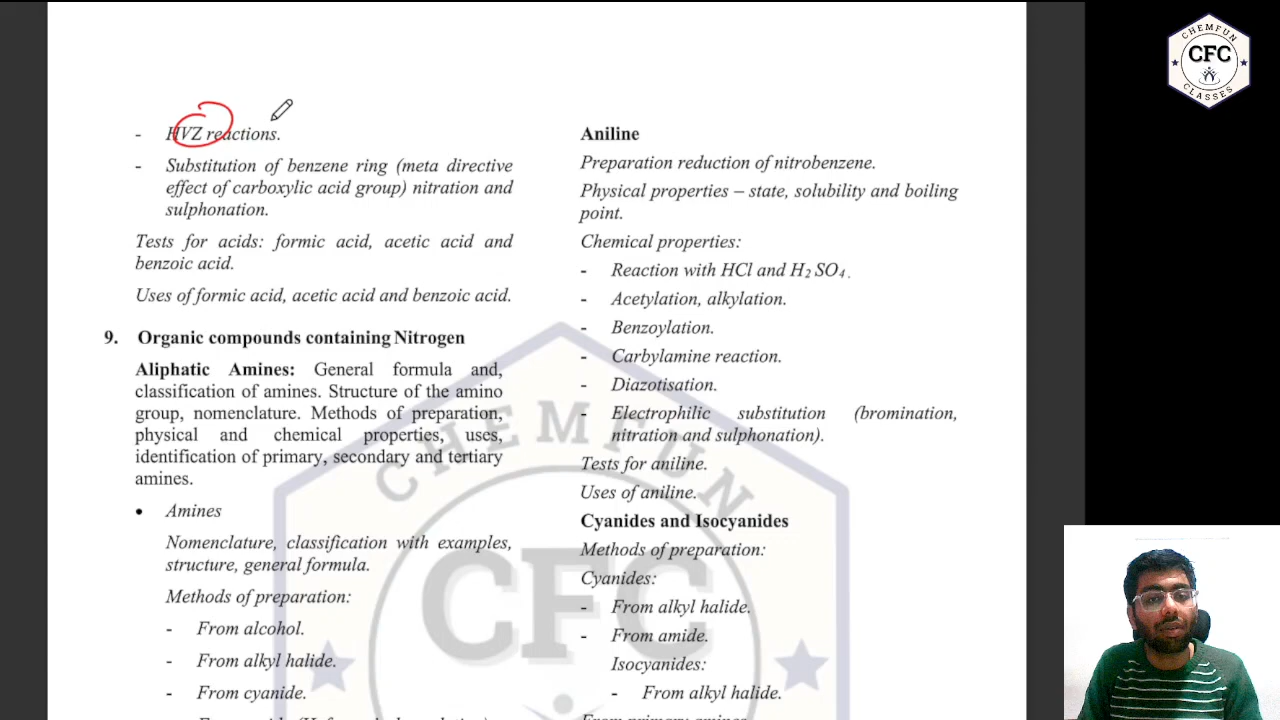 - HVZ reactions.
- Substitution of benzene ring (meta directive
effect of carboxylic acid group) nitration and
sulphonation.
Tests for acids: formic acid, acetic acid and
benzoic acid.
Uses of formic acid, acetic acid and benzoic acid.
9. Organic compounds containing Nitrogen
Aliphatic Amines: General formula and,
classification of amines. Structure of the amino
group, nomenclature. Methods of preparation,
physical and chemical properties, uses,
identification of primary, secondary and tertiary
amines.
• Amines
Nomenclature, classification with examples,
structure, general formula.
Methods of preparation:
- From alcohol.
- From alkyl halide.
- From cyanide.
Aniline
Preparation reduction of nitrobenzene.
Physical properties – state, solubility and boiling
point.
Chemical properties:
- Reaction with HCl and H₂SO₄.
- Acetylation, alkylation.
- Benzoylation.
- Carbylamine reaction.
- Diazotisation.
- Electrophilic substitution (bromination,
nitration and sulphonation).
Tests for aniline.
Uses of aniline.
Cyanides and Isocyanides
Methods of preparation:
Cyanides:
- From alkyl halide.
- From amide.
Isocyanides:
- From alkyl halide.
From primary amines
CHEMFUN
CFC
CHEMFUN
CFC
CLASSES